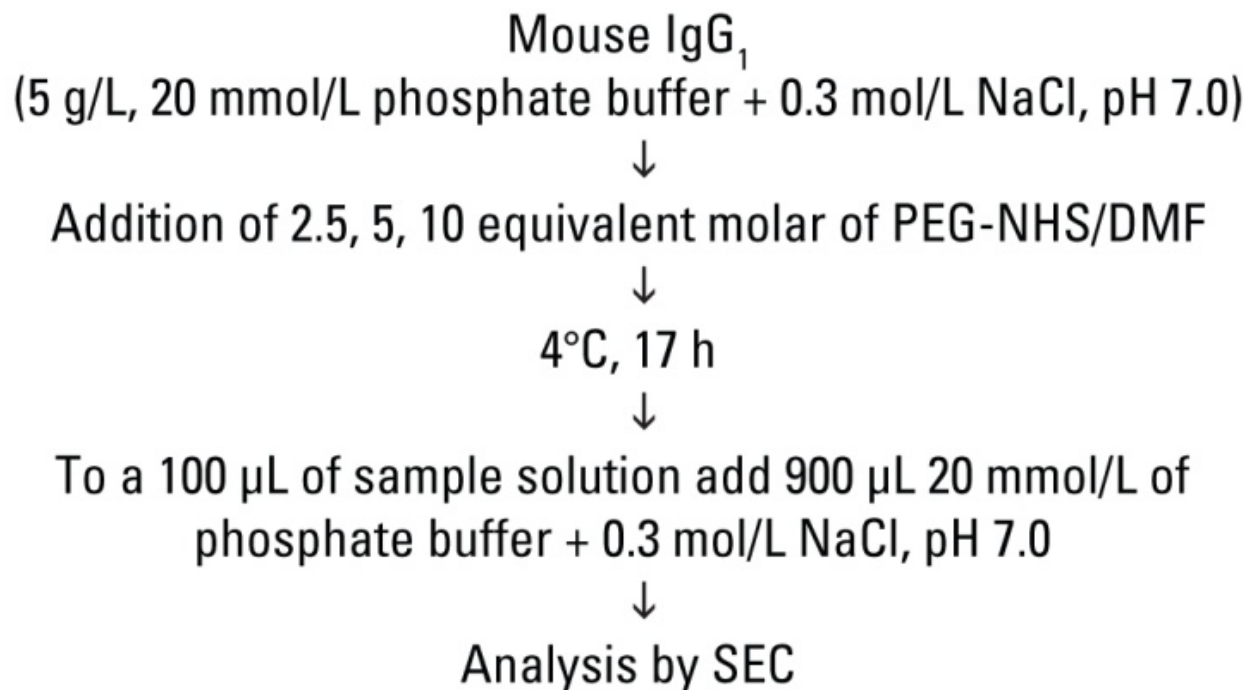 Mouse IgG₁
(5 g/L, 20 mmol/L phosphate buffer + 0.3 mol/L NaCl, pH 7.0)
↓
Addition of 2.5, 5, 10 equivalent molar of PEG-NHS/DMF
↓
4°C, 17 h
↓
To a 100 µL of sample solution add 900 µL 20 mmol/L of
phosphate buffer + 0.3 mol/L NaCl, pH 7.0
↓
Analysis by SEC